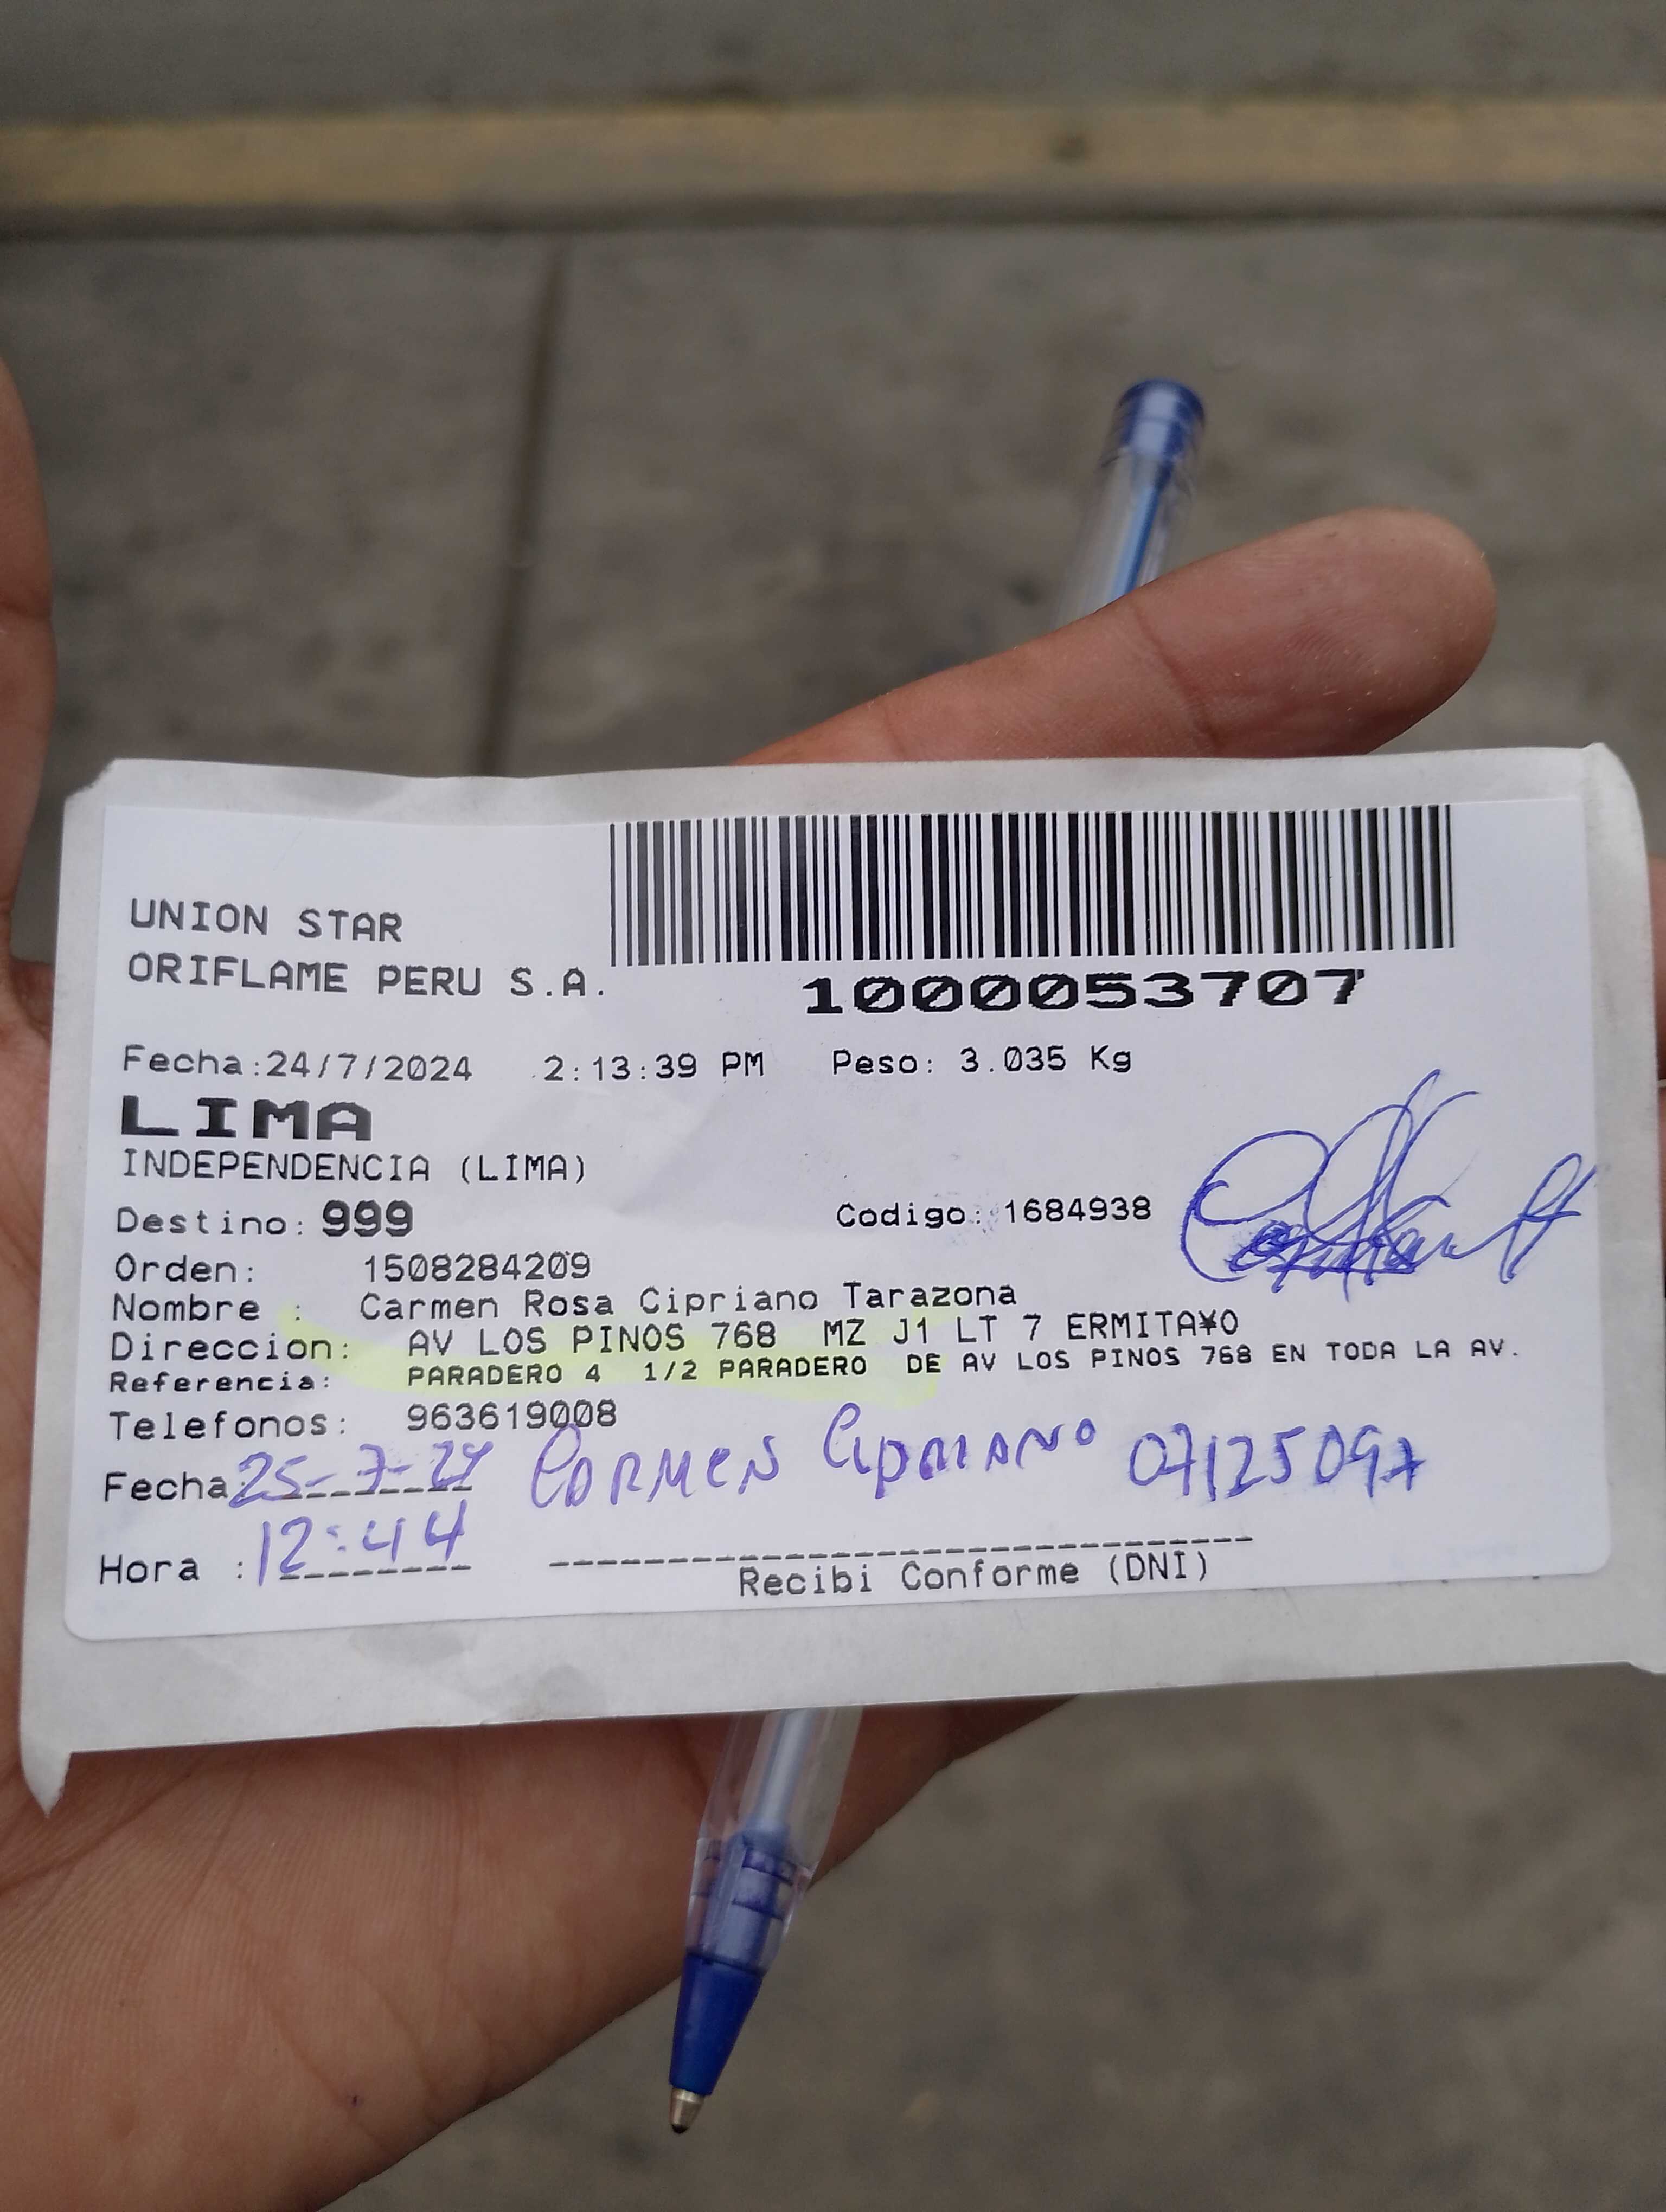 UNION STAR
ORIFLAME PERU S.A.
1000053707
Fecha:24/7/2024 2:13:39 PM Peso: 3.035 Kg
LIMA
INDEPENDENCIA (LIMA)
Destino: 999 Codigo: 1684938
Orden: 1508284209
Nombre : Carmen Rosa Cipriano Tarazona
Direccion: AV LOS PINOS 768 MZ J1 LT 7 ERMITA¥O
Referencia: PARADERO 4 1/2 PARADERO DE AV LOS PINOS 768 EN TODA LA AV.
Telefonos: 963619008
Fecha: 25-7-24 CARMEN CIPRIANO 07125097
Hora : 12:44
Recibi Conforme (DNI)